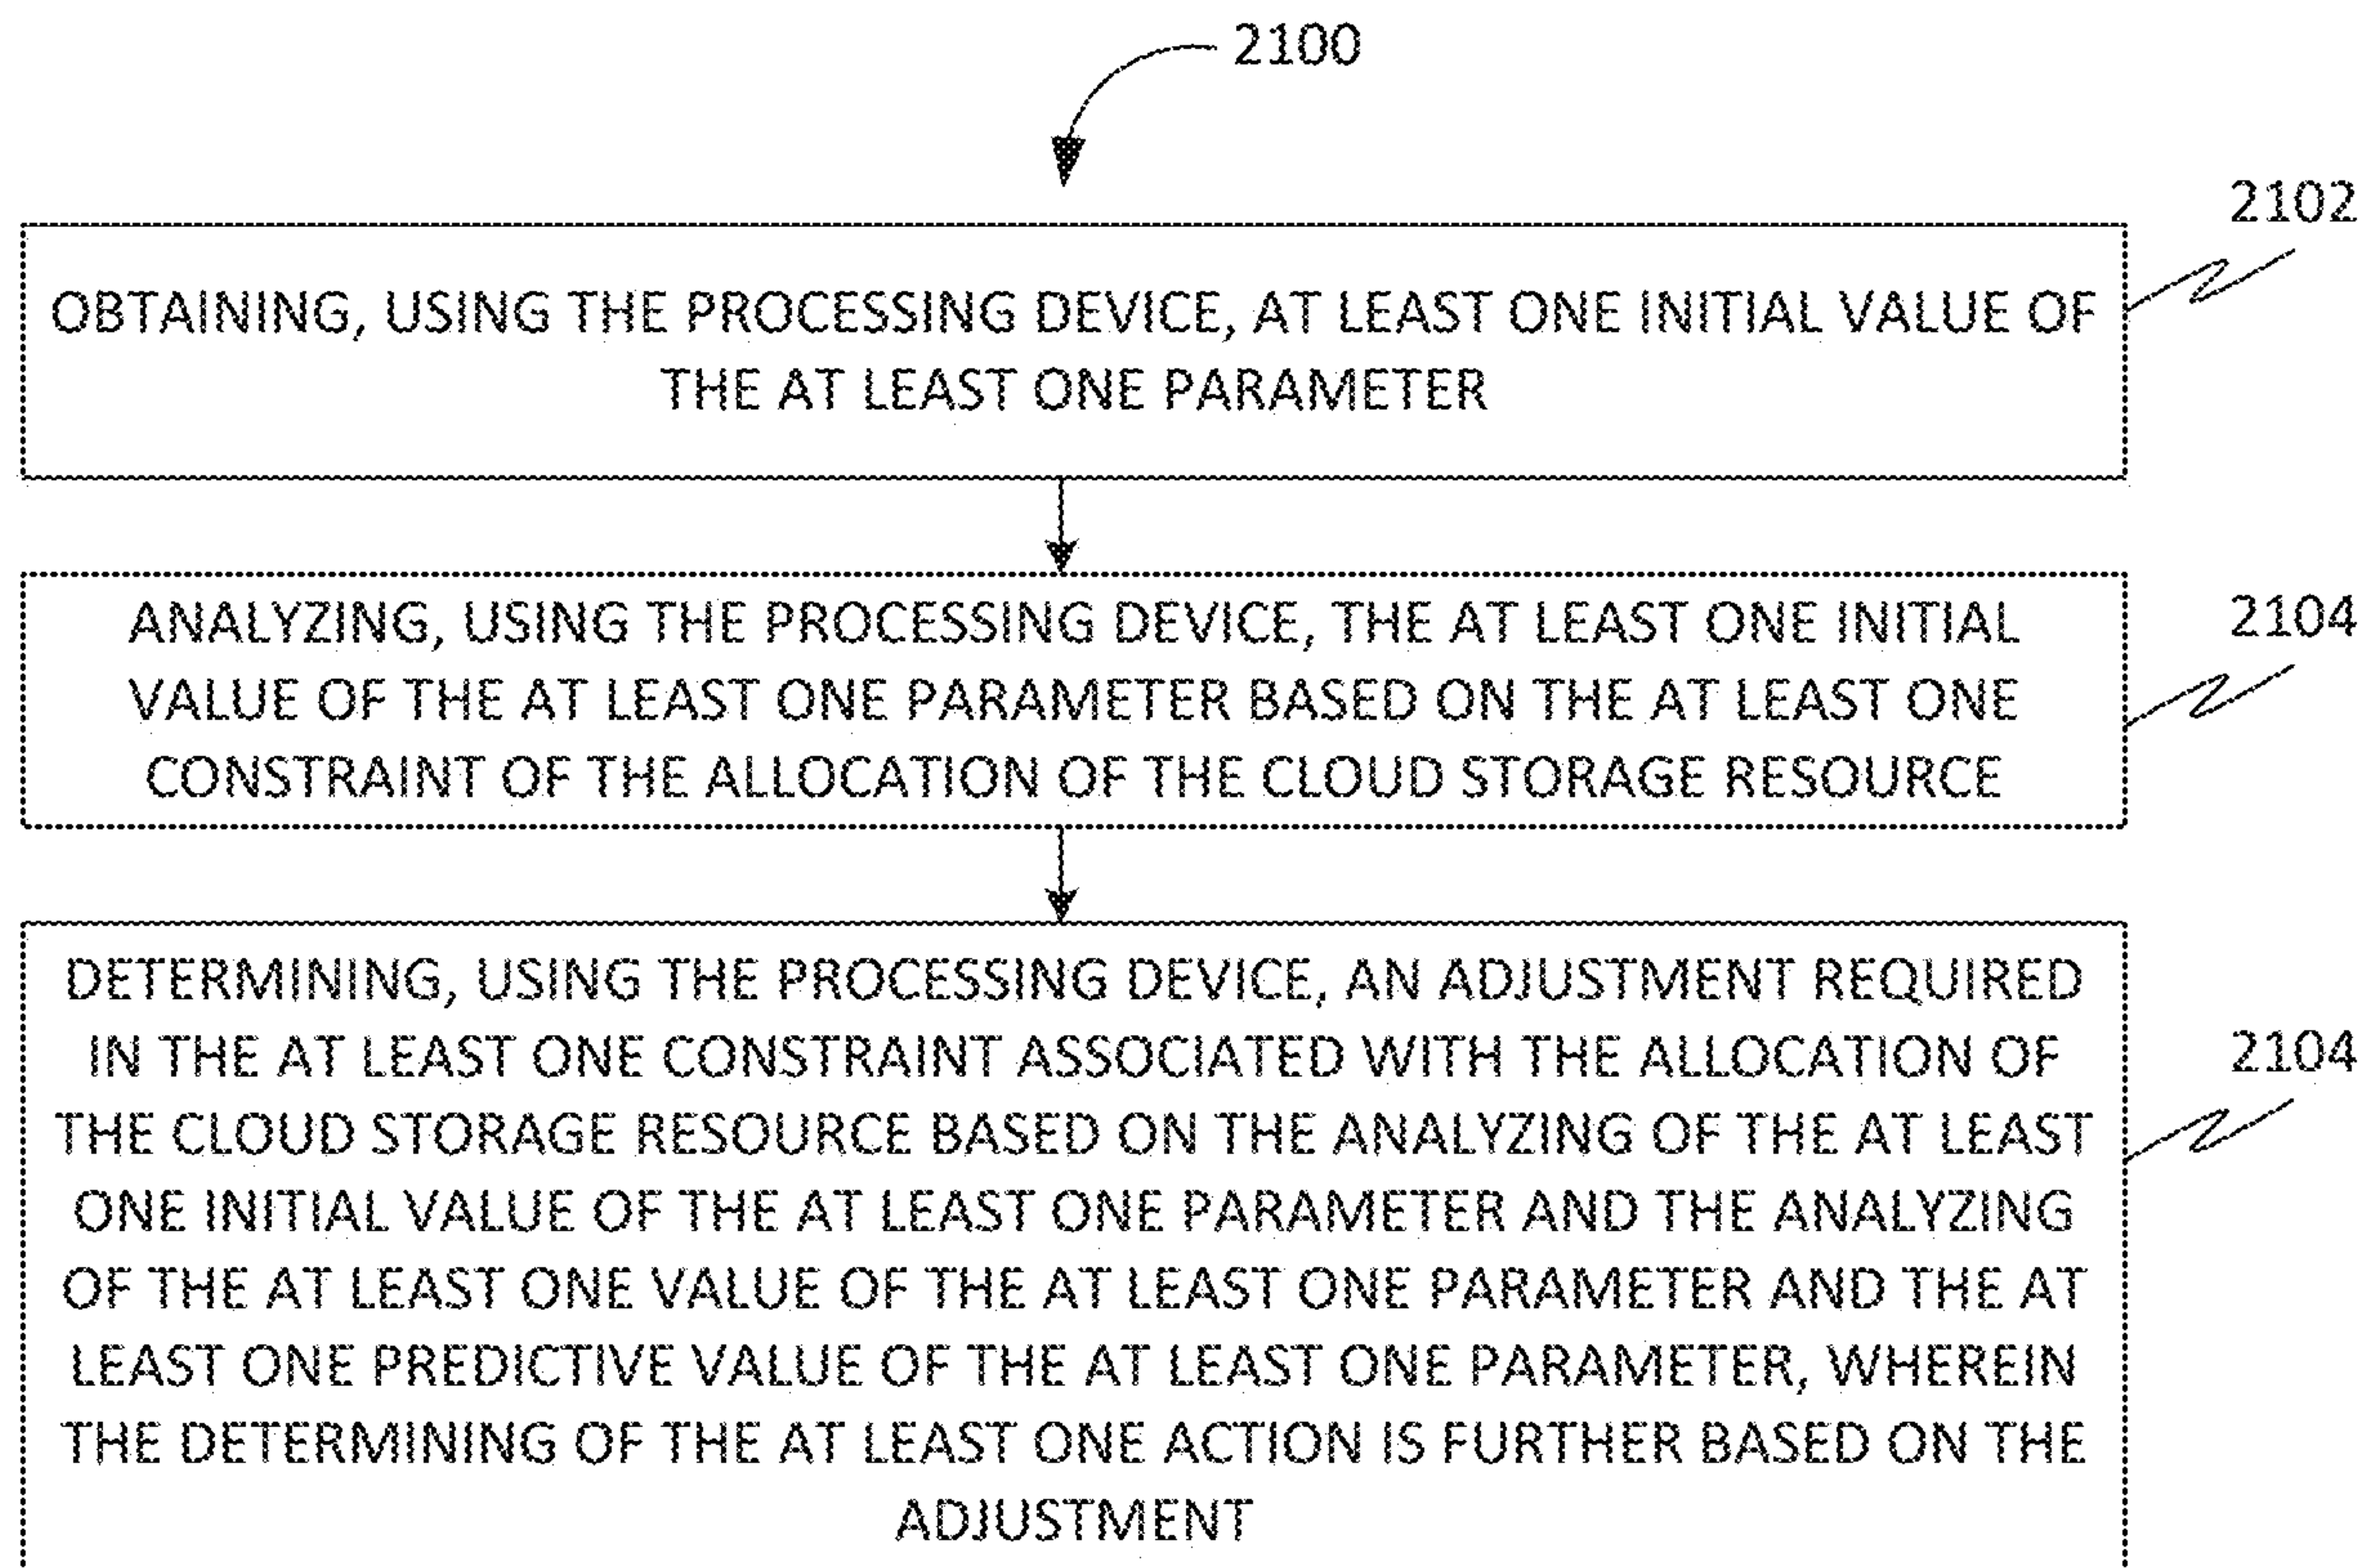 2100
2102
OBTAINING, USING THE PROCESSING DEVICE, AT LEAST ONE INITIAL VALUE OF
THE AT LEAST ONE PARAMETER
2104
ANALYZING, USING THE PROCESSING DEVICE, THE AT LEAST ONE INITIAL
VALUE OF THE AT LEAST ONE PARAMETER BASED ON THE AT LEAST ONE
CONSTRAINT OF THE ALLOCATION OF THE CLOUD STORAGE RESOURCE
2104
DETERMINING, USING THE PROCESSING DEVICE, AN ADJUSTMENT REQUIRED
IN THE AT LEAST ONE CONSTRAINT ASSOCIATED WITH THE ALLOCATION OF
THE CLOUD STORAGE RESOURCE BASED ON THE ANALYZING OF THE AT LEAST
ONE INITIAL VALUE OF THE AT LEAST ONE PARAMETER AND THE ANALYZING
OF THE AT LEAST ONE VALUE OF THE AT LEAST ONE PARAMETER AND THE AT
LEAST ONE PREDICTIVE VALUE OF THE AT LEAST ONE PARAMETER, WHEREIN
THE DETERMINING OF THE AT LEAST ONE ACTION IS FURTHER BASED ON THE
ADJUSTMENT